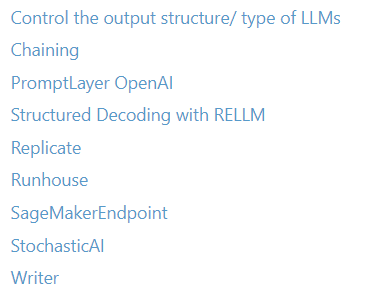 Control the output structure/ type of LLMs
Chaining
PromptLayer OpenAI
Structured Decoding with RELLM
Replicate
Runhouse
SageMakerEndpoint
StochasticAI
Writer